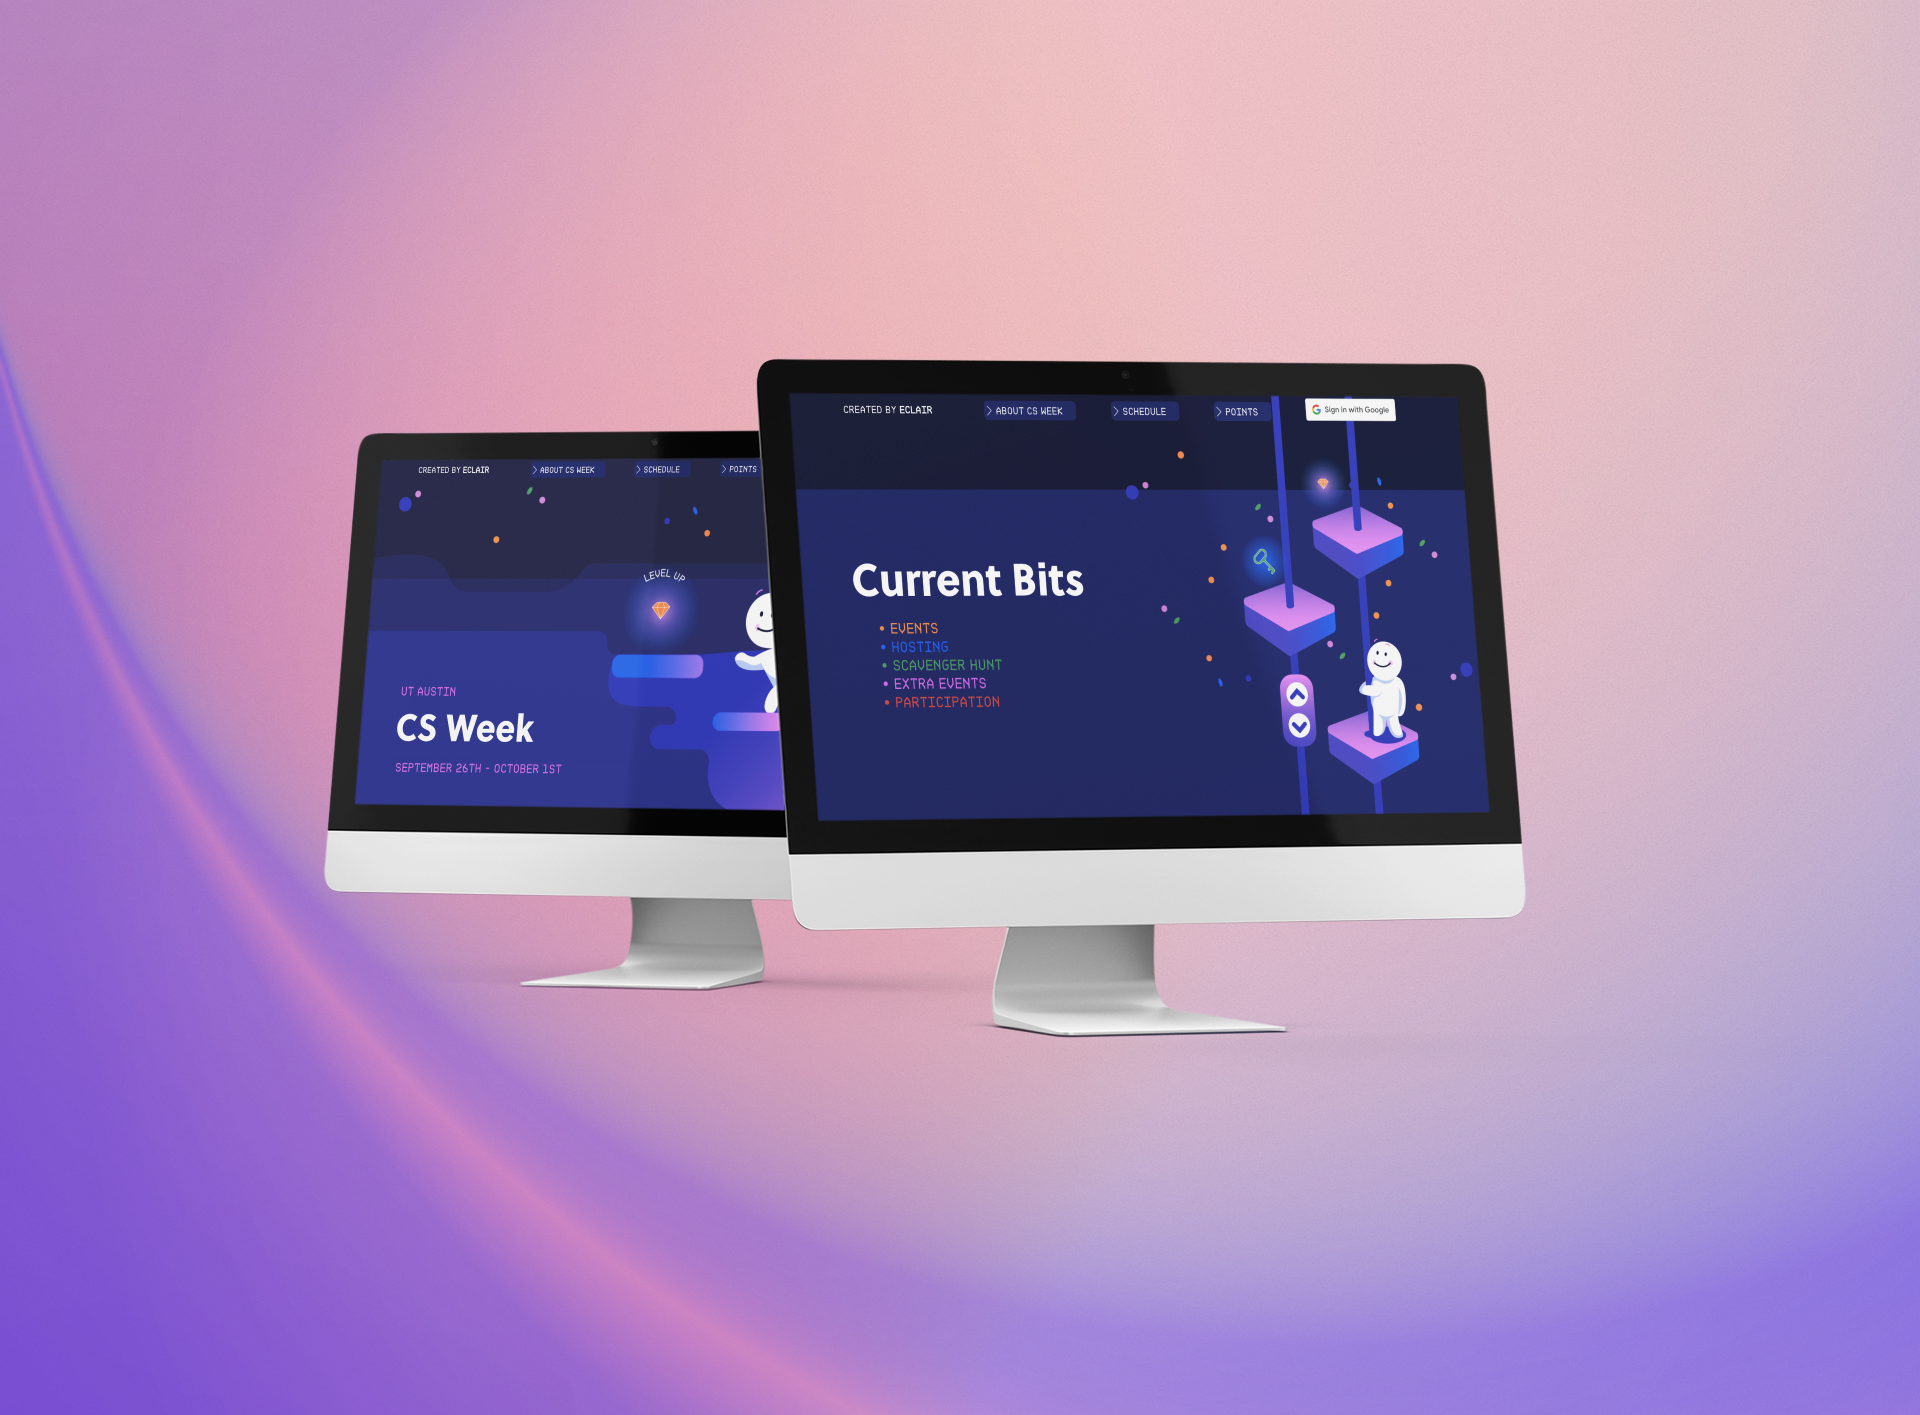 CREATED BY ECLAIR
ABOUT CS WEEK
SCHEDULE
POINTS
LEVEL UP
UT AUSTIN
CS Week
SEPTEMBER 26TH - OCTOBER 1ST
CREATED BY ECLAIR
ABOUT CS WEEK
SCHEDULE
POINTS
Sign in with Google
Current Bits
• EVENTS
• HOSTING
• SCAVENGER HUNT
• EXTRA EVENTS
• PARTICIPATION